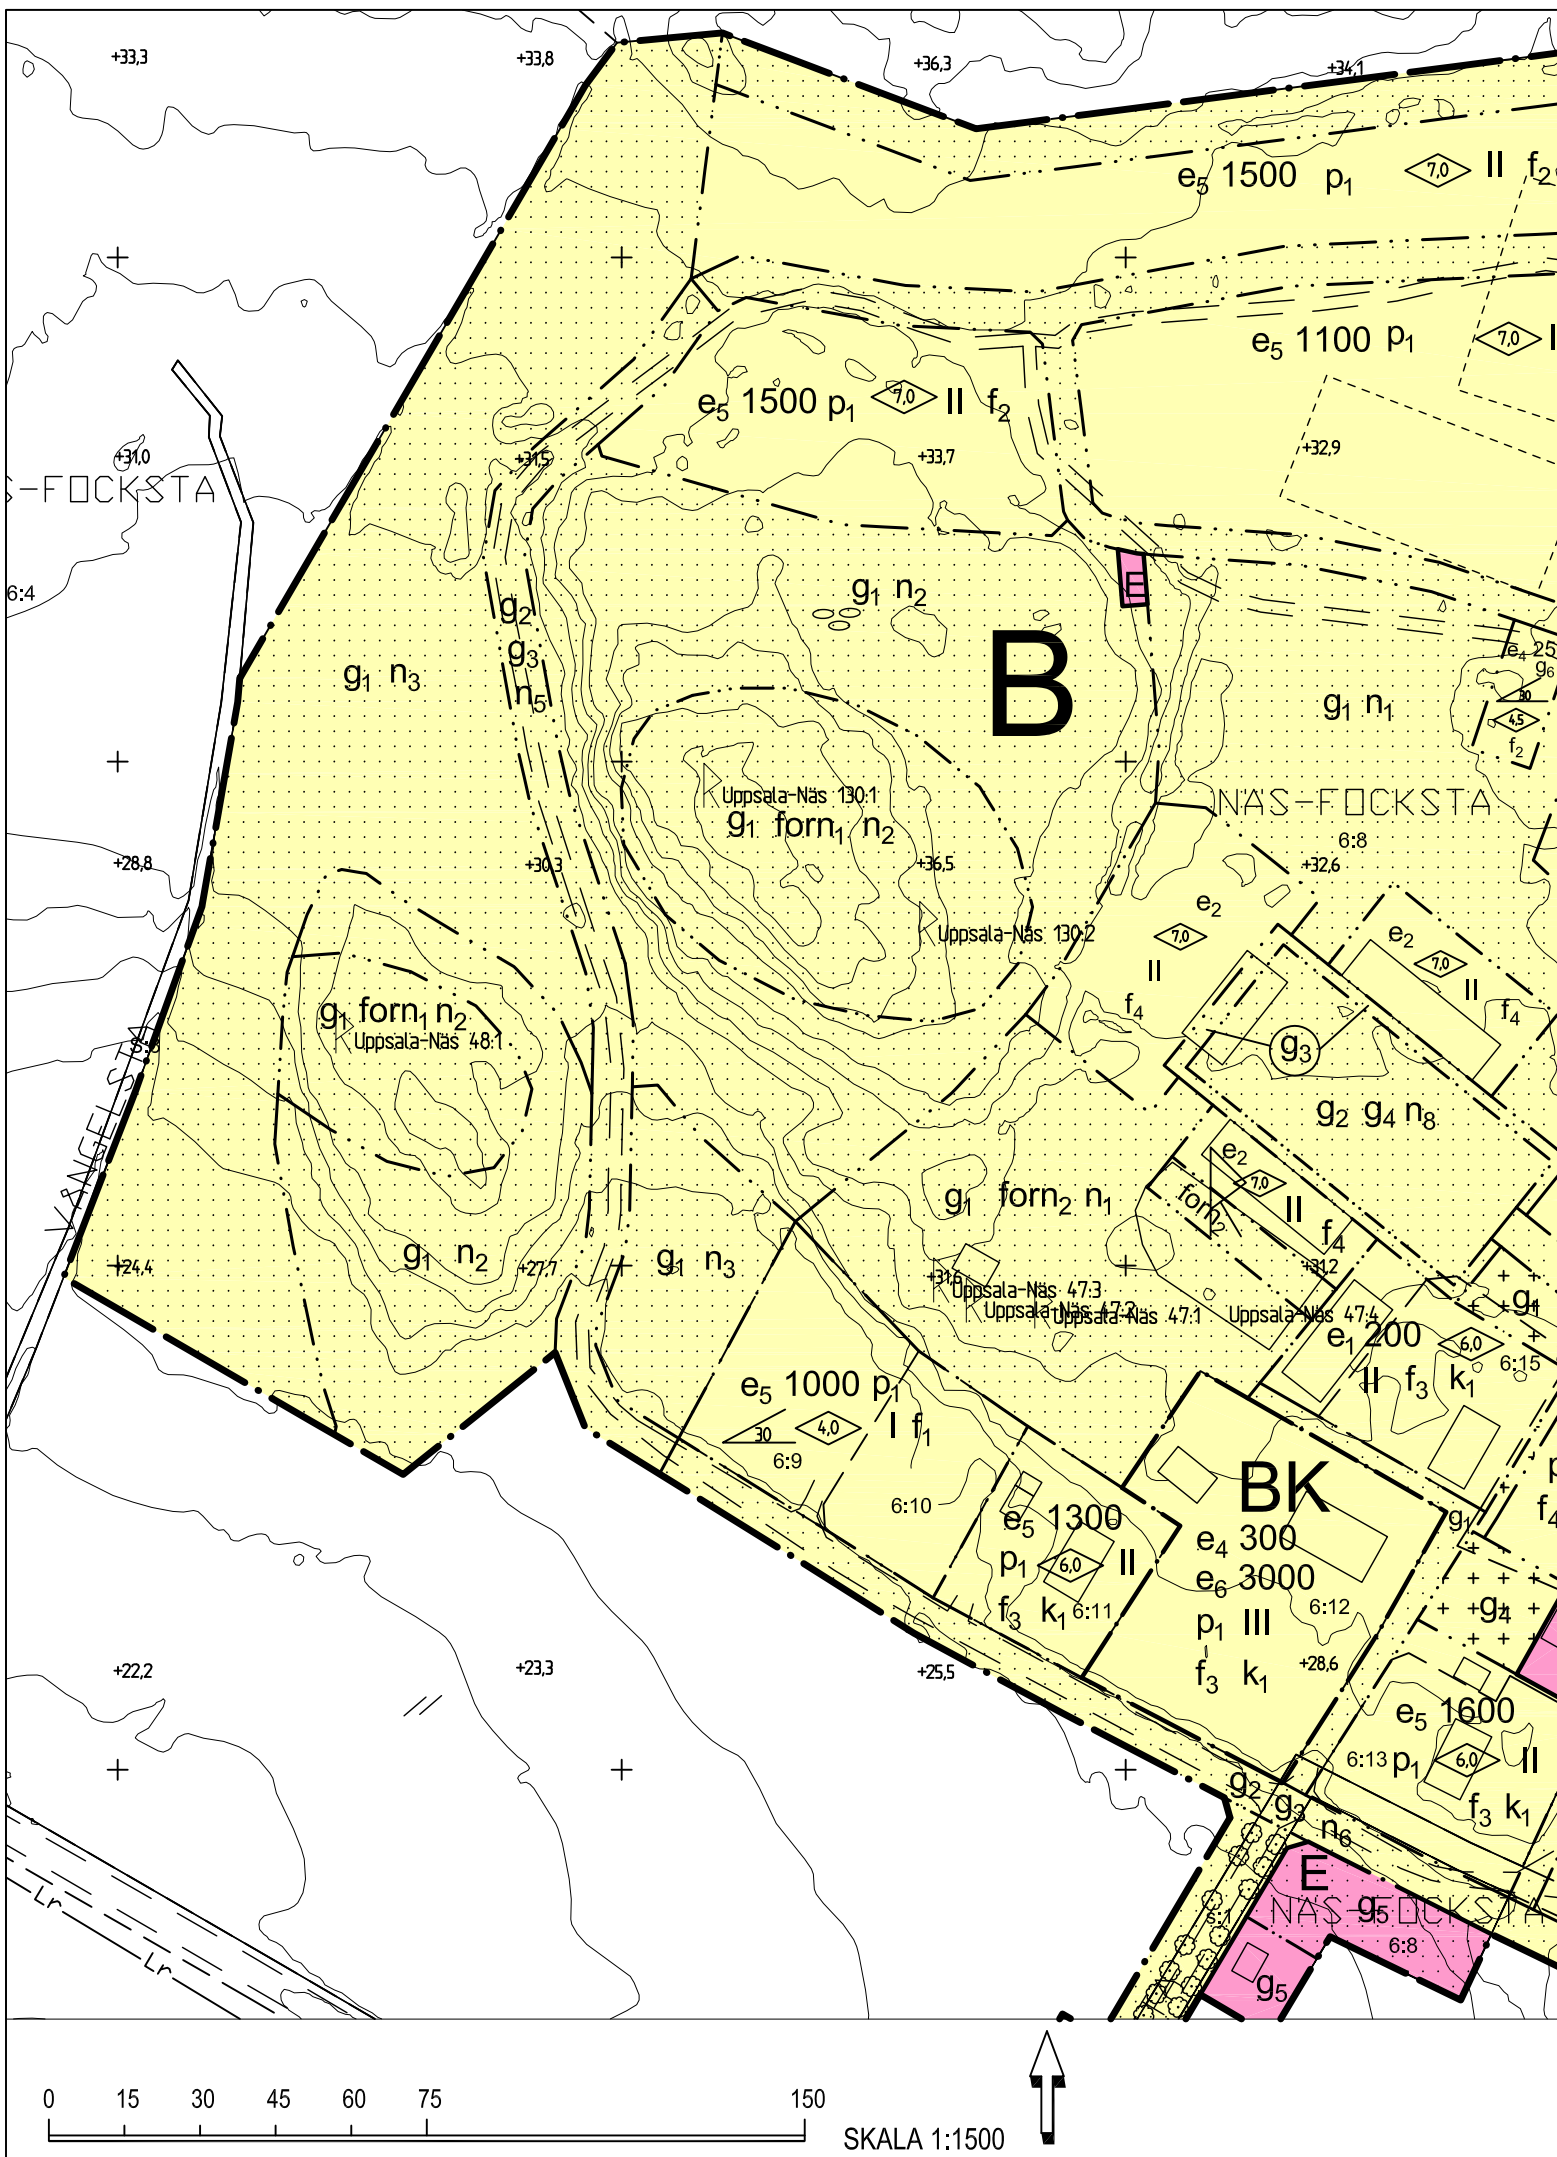 +33,3
+33,8
+36,3
+34,1
e5 1500 p1 7,0 II f2
e5 1100 p1 7,0
e5 1500 p1 7,0 II f2
+31,0
+31,5
+33,7
+32,9
S-FOCKSTA
6:4
g1 n2
E
g2
g3
n5
g1 n3
B
g1 n1
e4 25
g6
30
4,5
f2
Uppsala-Näs 130:1
g1 forn1 n2
NÄS-FOCKSTA
6:8
+28,8
+30,3
+36,5
+32,6
Uppsala-Näs 130:2
e2
7,0
II
f4
e2
7,0
II
f4
g1 forn1 n2
Uppsala-Näs 48:1
g3
g2 g4 n8
VÄNGELSTA
e2
7,0
II
f4
forn2
g1 forn2 n1
g1 n2
g1 n3
+24,4
+27,7
+31,6
+31,2
Uppsala-Näs 47:3
Uppsala-Näs 47:2
Uppsala-Näs 47:1
Uppsala-Näs 47:4
g1
e1 200
6,0
6:15
II f3 k1
e5 1000 p1
30
4,0
I f1
6:9
6:10
BK
e5 1300
p1 6,0 II
f3 k1 6:11
e4 300
e6 3000
p1 III
f3 k1
6:12
g1
f4
g4
+22,2
+23,3
+25,5
+28,6
e5 1600
6:13 p1 6,0 II
f3 k1
g2
g3
n6
E
g5
NÄS-FOCKSTA
s:1
6:8
g5
Lr
Lr
0 15 30 45 60 75 150
SKALA 1:1500